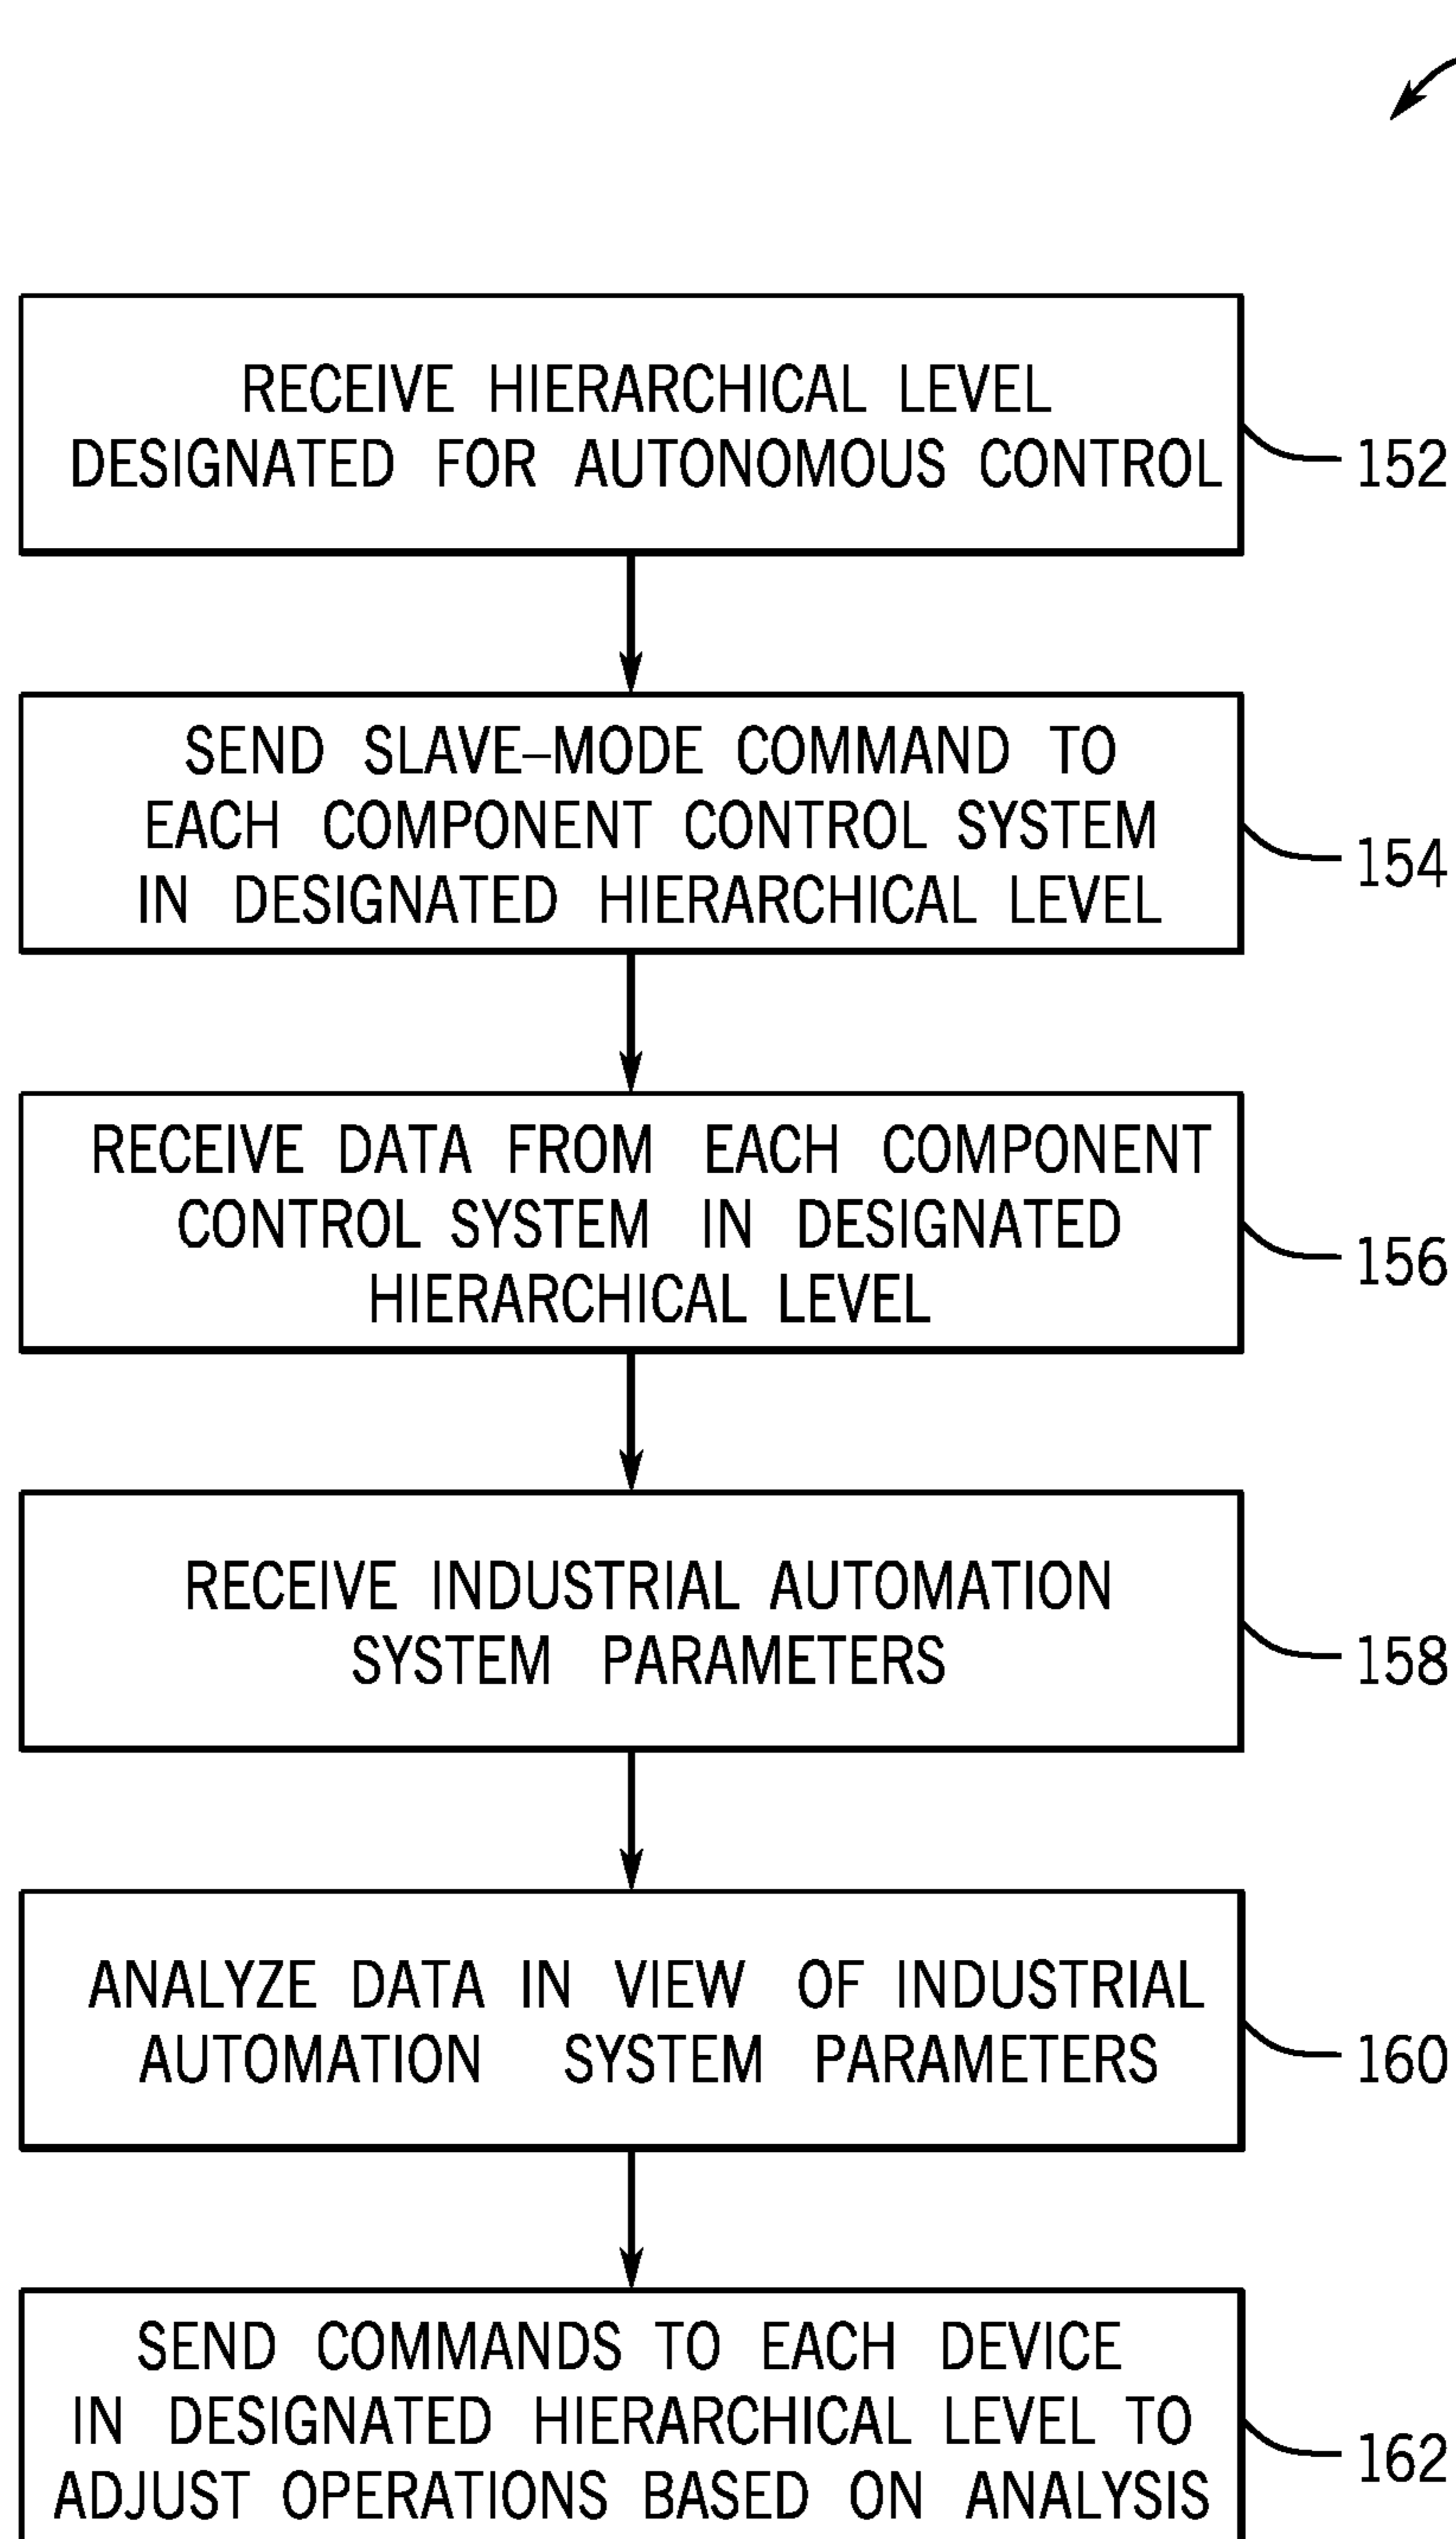 RECEIVE HIERARCHICAL LEVEL
DESIGNATED FOR AUTONOMOUS CONTROL
152
SEND SLAVE–MODE COMMAND TO
EACH COMPONENT CONTROL SYSTEM
IN DESIGNATED HIERARCHICAL LEVEL
154
RECEIVE DATA FROM EACH COMPONENT
CONTROL SYSTEM IN DESIGNATED
HIERARCHICAL LEVEL
156
RECEIVE INDUSTRIAL AUTOMATION
SYSTEM PARAMETERS
158
ANALYZE DATA IN VIEW OF INDUSTRIAL
AUTOMATION SYSTEM PARAMETERS
160
SEND COMMANDS TO EACH DEVICE
IN DESIGNATED HIERARCHICAL LEVEL TO
ADJUST OPERATIONS BASED ON ANALYSIS
162